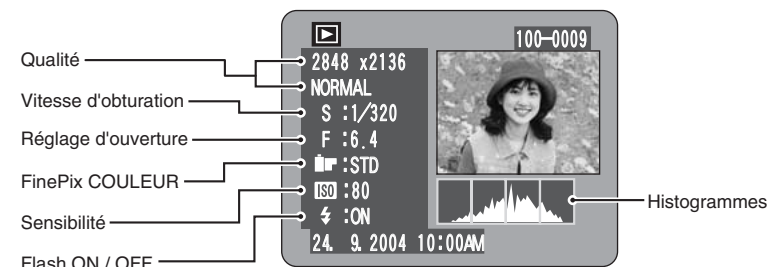 Qualité
Vitesse d'obturation
Réglage d'ouverture
FinePix COULEUR
Sensibilité
Flash ON / OFF
100-0009
2848 x2136
NORMAL
S :1/320
F :6.4
:STD
ISO :80
:ON
24. 9. 2004 10:00AM
Histogrammes